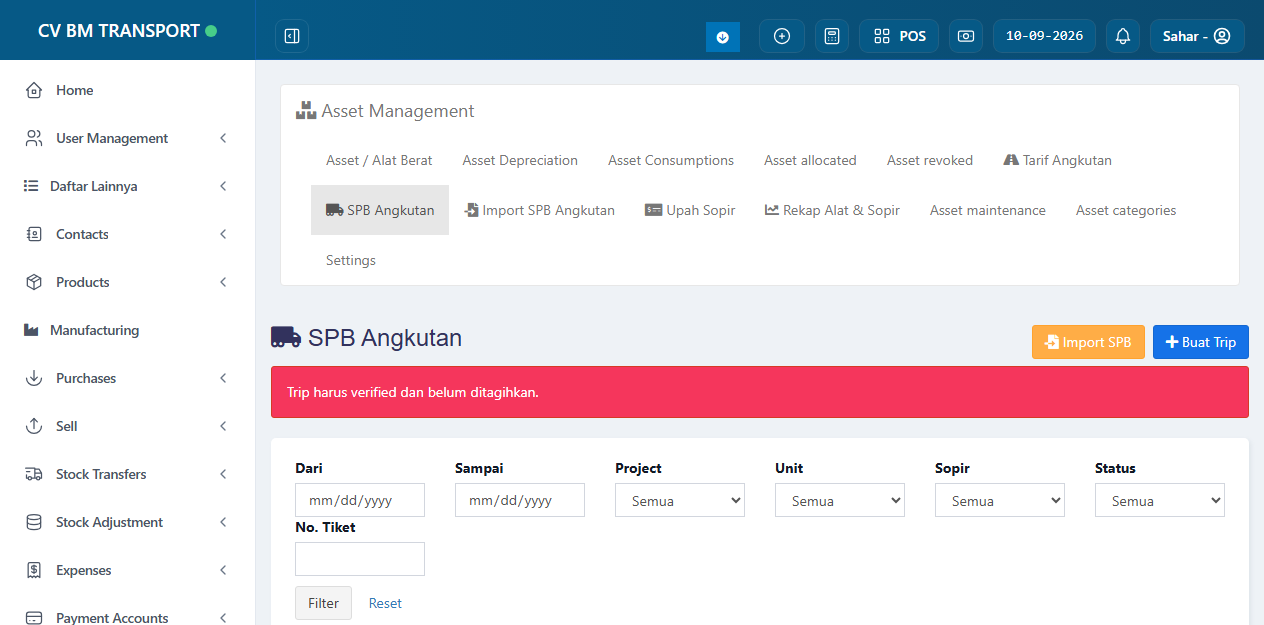 CV BM TRANSPORT
POS
10-09-2026
Sahar -
Home
User Management
Daftar Lainnya
Contacts
Products
Manufacturing
Purchases
Sell
Stock Transfers
Stock Adjustment
Expenses
Payment Accounts
Asset Management
Asset / Alat Berat Asset Depreciation Asset Consumptions Asset allocated Asset revoked Tarif Angkutan
SPB Angkutan Import SPB Angkutan Upah Sopir Rekap Alat & Sopir Asset maintenance Asset categories
Settings
SPB Angkutan
Import SPB
Buat Trip
Trip harus verified dan belum ditagihkan.
Dari Sampai Project Unit Sopir Status
mm/dd/yyyy mm/dd/yyyy Semua Semua Semua Semua
No. Tiket
Filter Reset